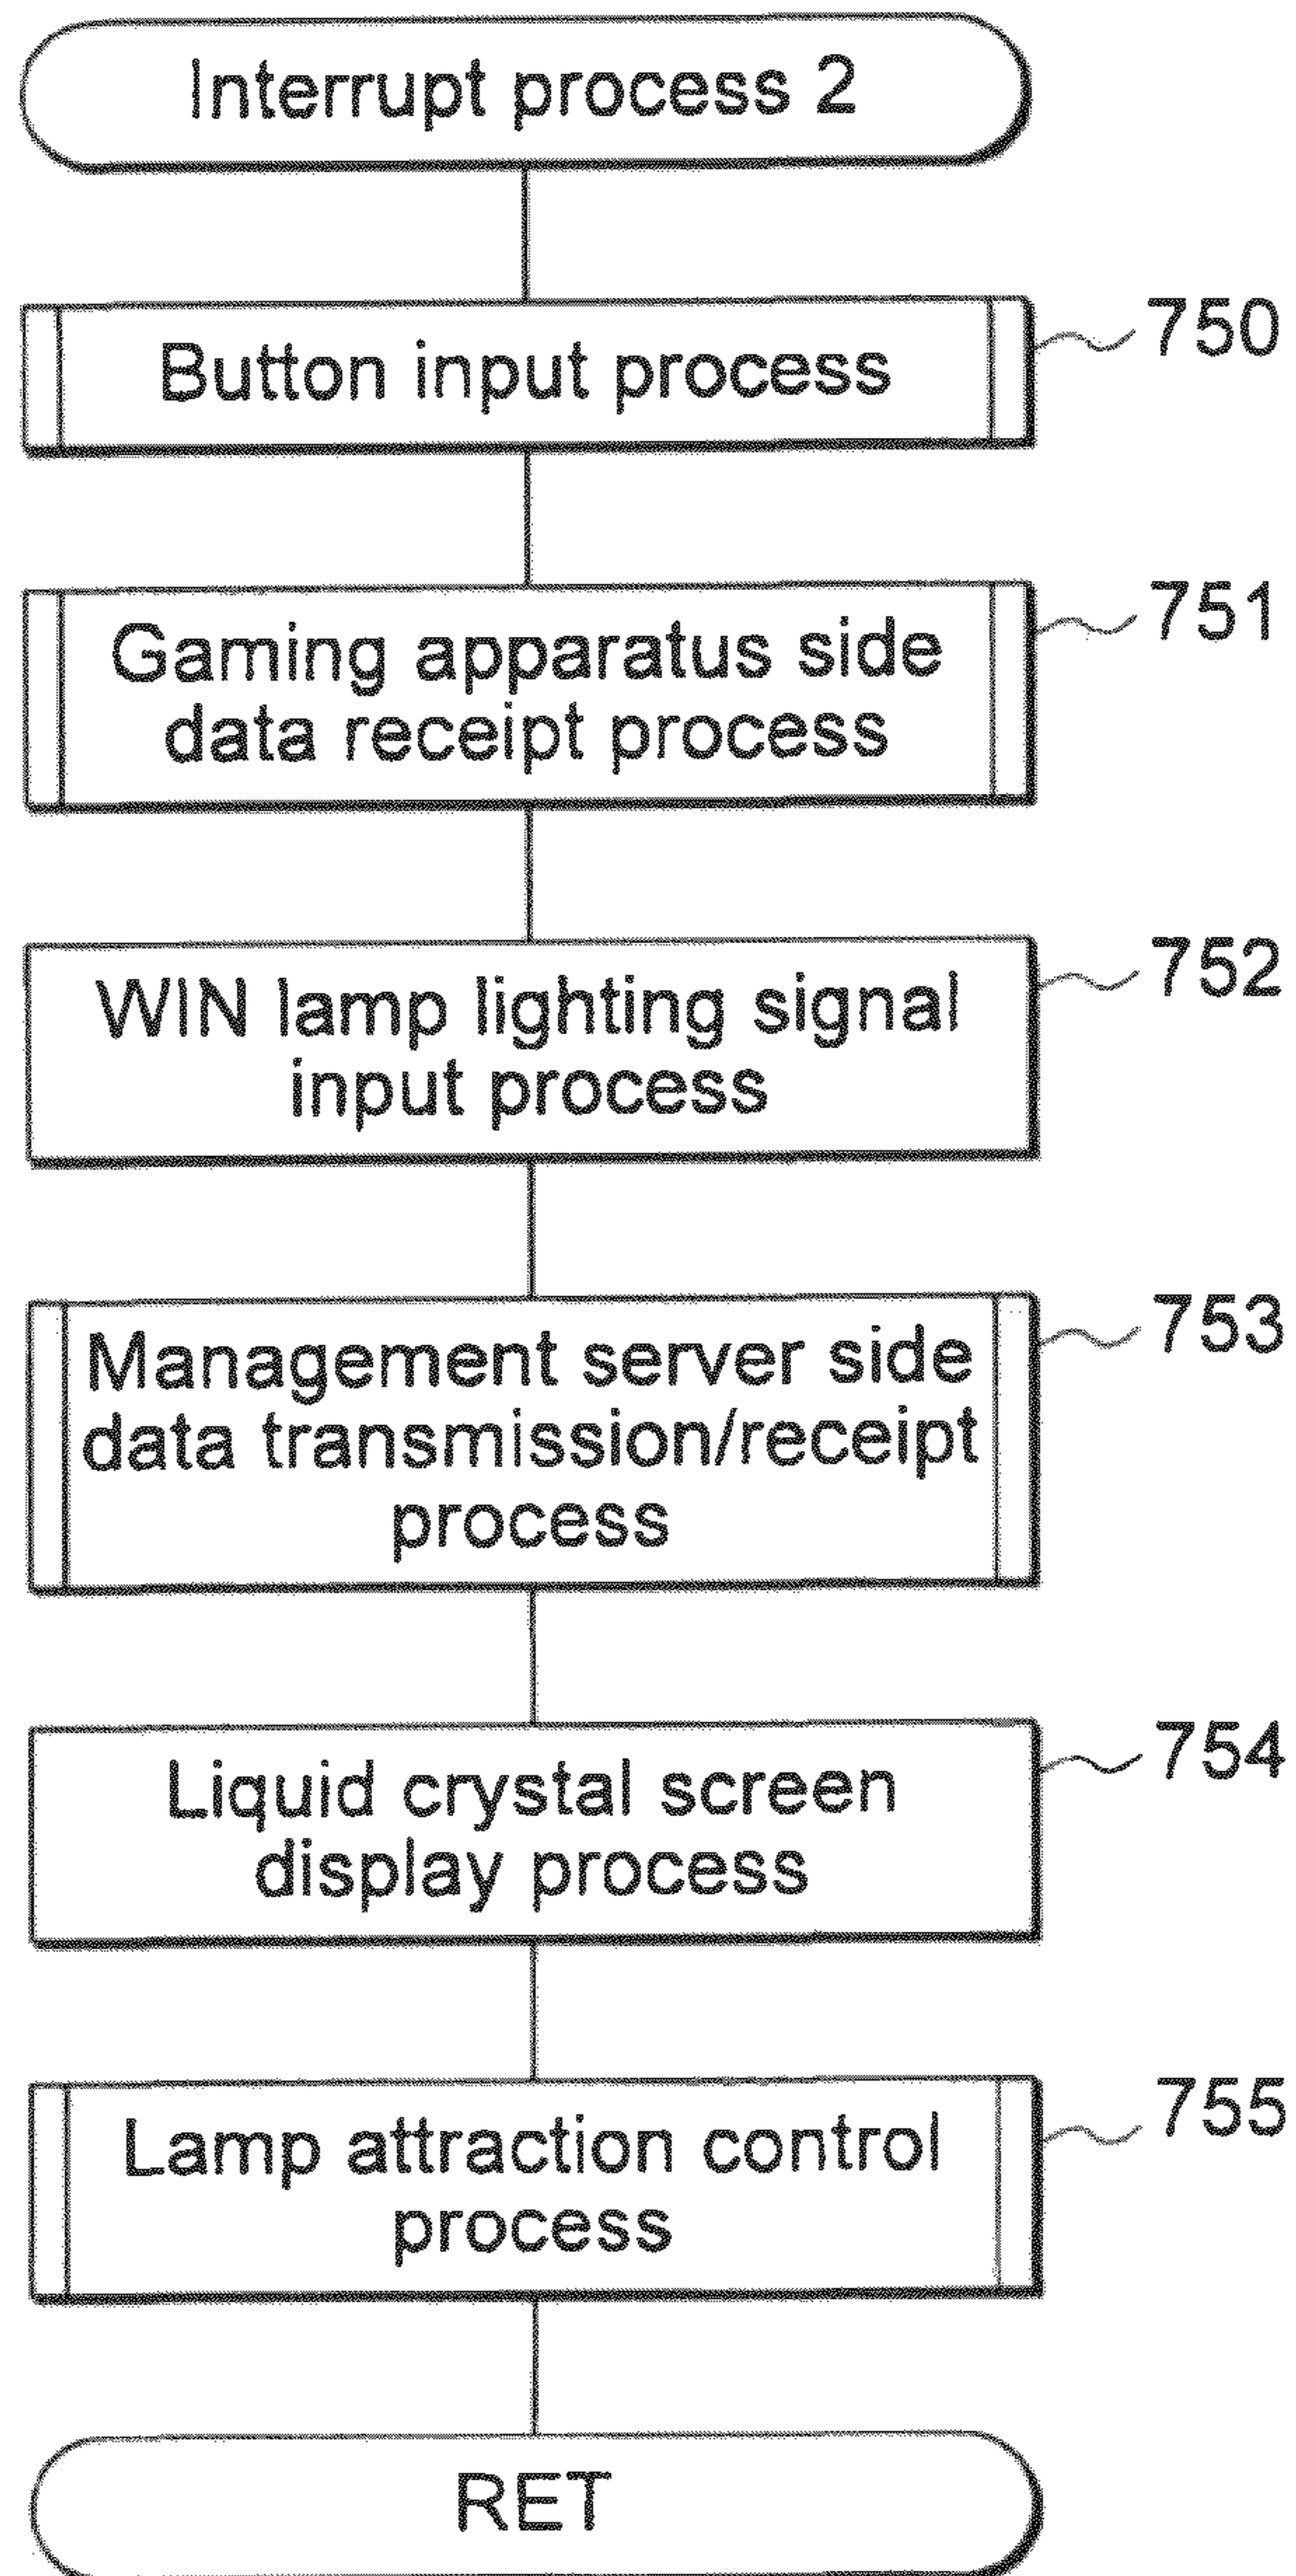 Interrupt process 2
Button input process
750
Gaming apparatus side
data receipt process
751
WIN lamp lighting signal
input process
752
Management server side
data transmission/receipt
process
753
Liquid crystal screen
display process
754
Lamp attraction control
process
755
RET